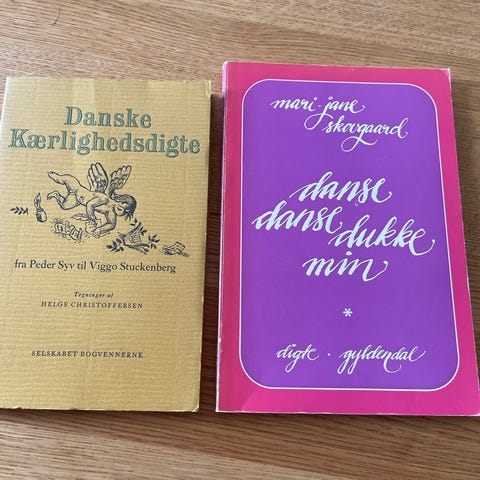 Danske
Kærlighedsdigte
fra Peder Syv til Viggo Stuckenberg
Tegninger af
HELGE CHRISTOFFERSEN
SELSKABET BOGVENNERNE
mari-jane
skovgaard
danse
danse dukke
min
*
digte · gyldendal